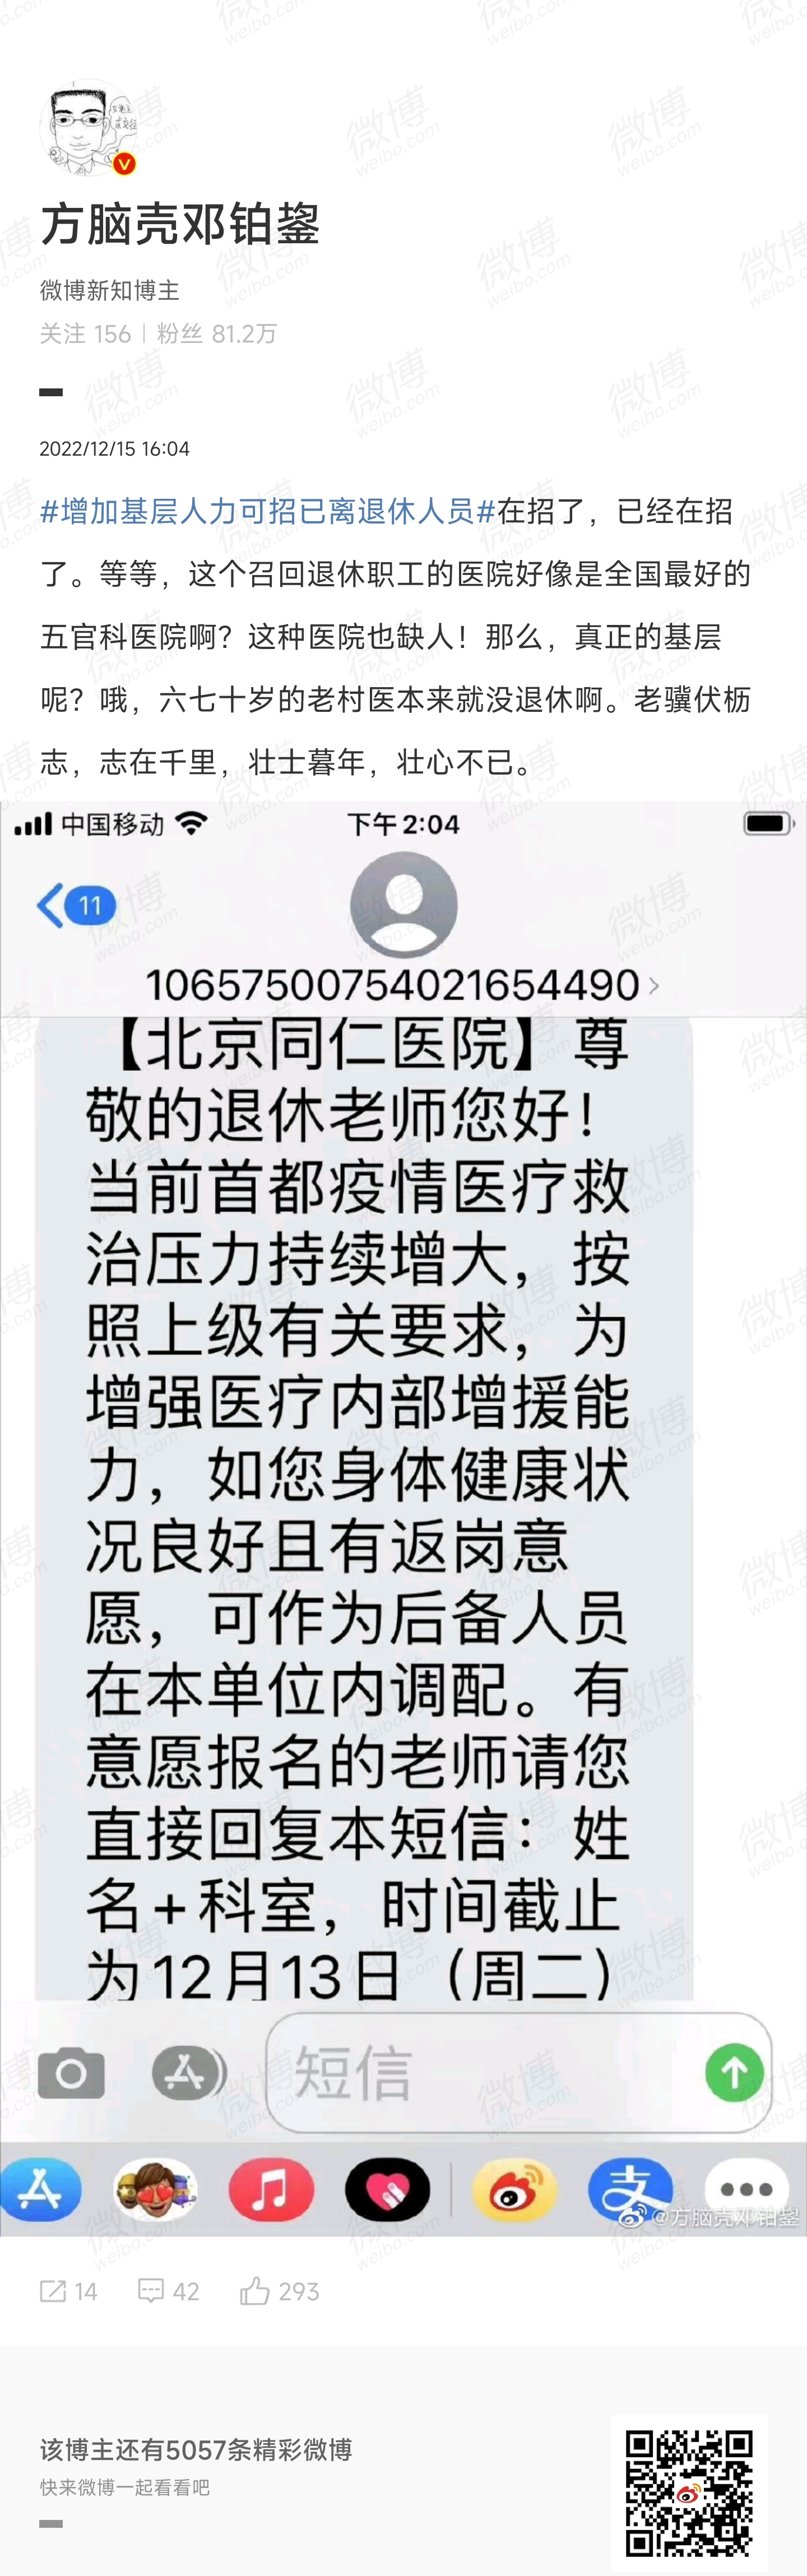 方脑壳邓铂鋆
微博新知博主
关注 156 | 粉丝 81.2万
2022/12/15 16:04
#增加基层人力可招已离退休人员#在招了，已经在招
了。等等，这个召回退休职工的医院好像是全国最好的
五官科医院啊？这种医院也缺人！那么，真正的基层
呢？哦，六七十岁的老村医本来就没退休啊。老骥伏枥
志，志在千里，壮士暮年，壮心不已。
中国移动 下午 2:04
11
10657500754021654490
【北京同仁医院】尊
敬的退休老师您好！
当前首都疫情医疗救
治压力持续增大，按
照上级有关要求，为
增强医疗内部增援能
力，如您身体健康状
况良好且有返岗意
愿，可作为后备人员
在本单位内调配。有
意愿报名的老师请您
直接回复本短信：姓
名+科室，时间截止
为12月13日（周二）
短信
支
@方脑壳邓铂鋆
14 42 293
该博主还有5057条精彩微博
快来微博一起看看吧
微博
weibo.com